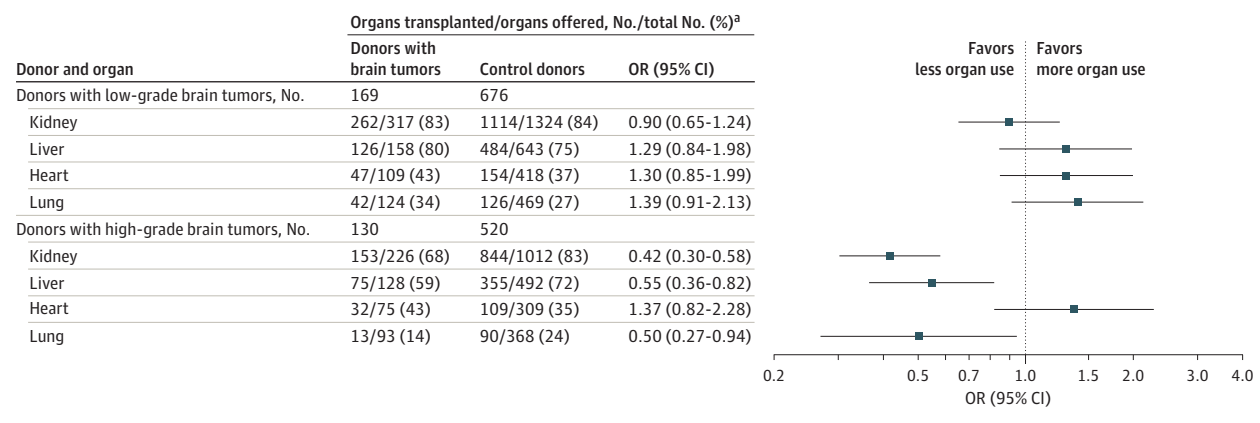 Organs transplanted/organs offered, No./total No. (%)a
Donor and organ Donors with brain tumors Control donors OR (95% CI) Favors less organ use Favors more organ use
Donors with low-grade brain tumors, No. 169 676
Kidney 262/317 (83) 1114/1324 (84) 0.90 (0.65-1.24)
Liver 126/158 (80) 484/643 (75) 1.29 (0.84-1.98)
Heart 47/109 (43) 154/418 (37) 1.30 (0.85-1.99)
Lung 42/124 (34) 126/469 (27) 1.39 (0.91-2.13)
Donors with high-grade brain tumors, No. 130 520
Kidney 153/226 (68) 844/1012 (83) 0.42 (0.30-0.58)
Liver 75/128 (59) 355/492 (72) 0.55 (0.36-0.82)
Heart 32/75 (43) 109/309 (35) 1.37 (0.82-2.28)
Lung 13/93 (14) 90/368 (24) 0.50 (0.27-0.94)
0.2 0.5 0.7 1.0 1.5 2.0 3.0 4.0
OR (95% CI)